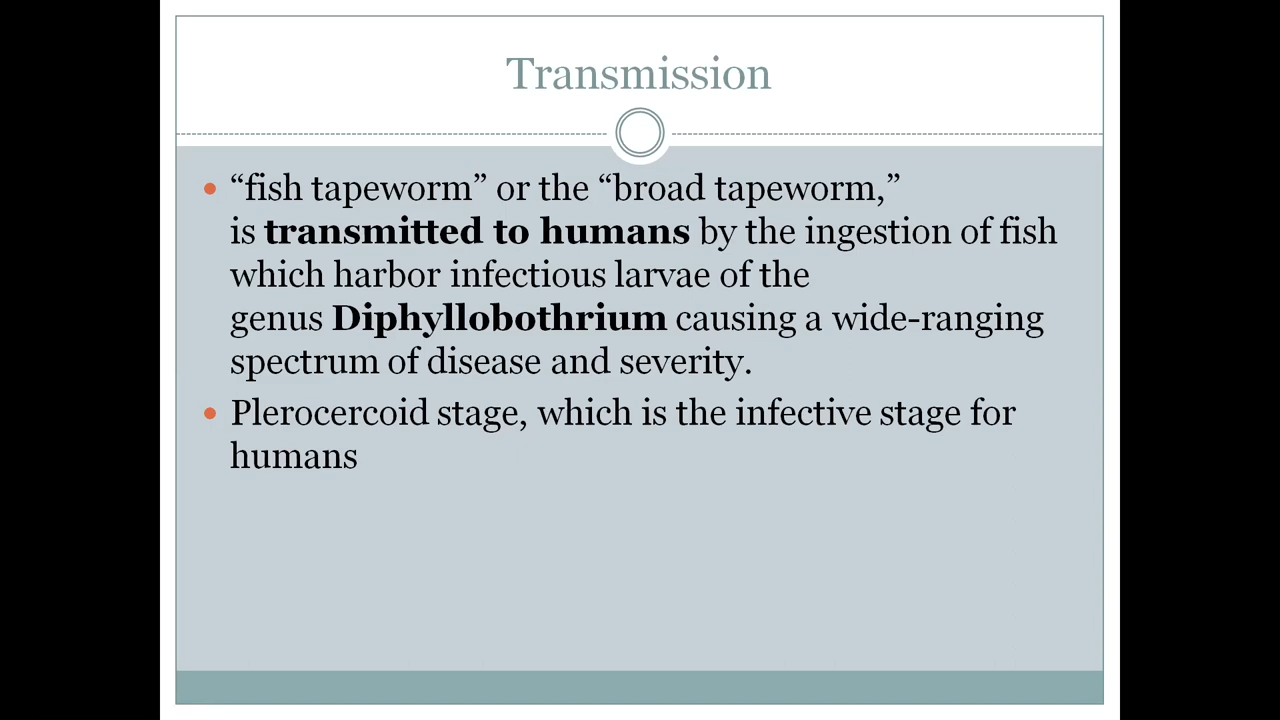 Transmission
• “fish tapeworm” or the “broad tapeworm,”
is transmitted to humans by the ingestion of fish
which harbor infectious larvae of the
genus Diphyllobothrium causing a wide-ranging
spectrum of disease and severity.
• Plerocercoid stage, which is the infective stage for
humans